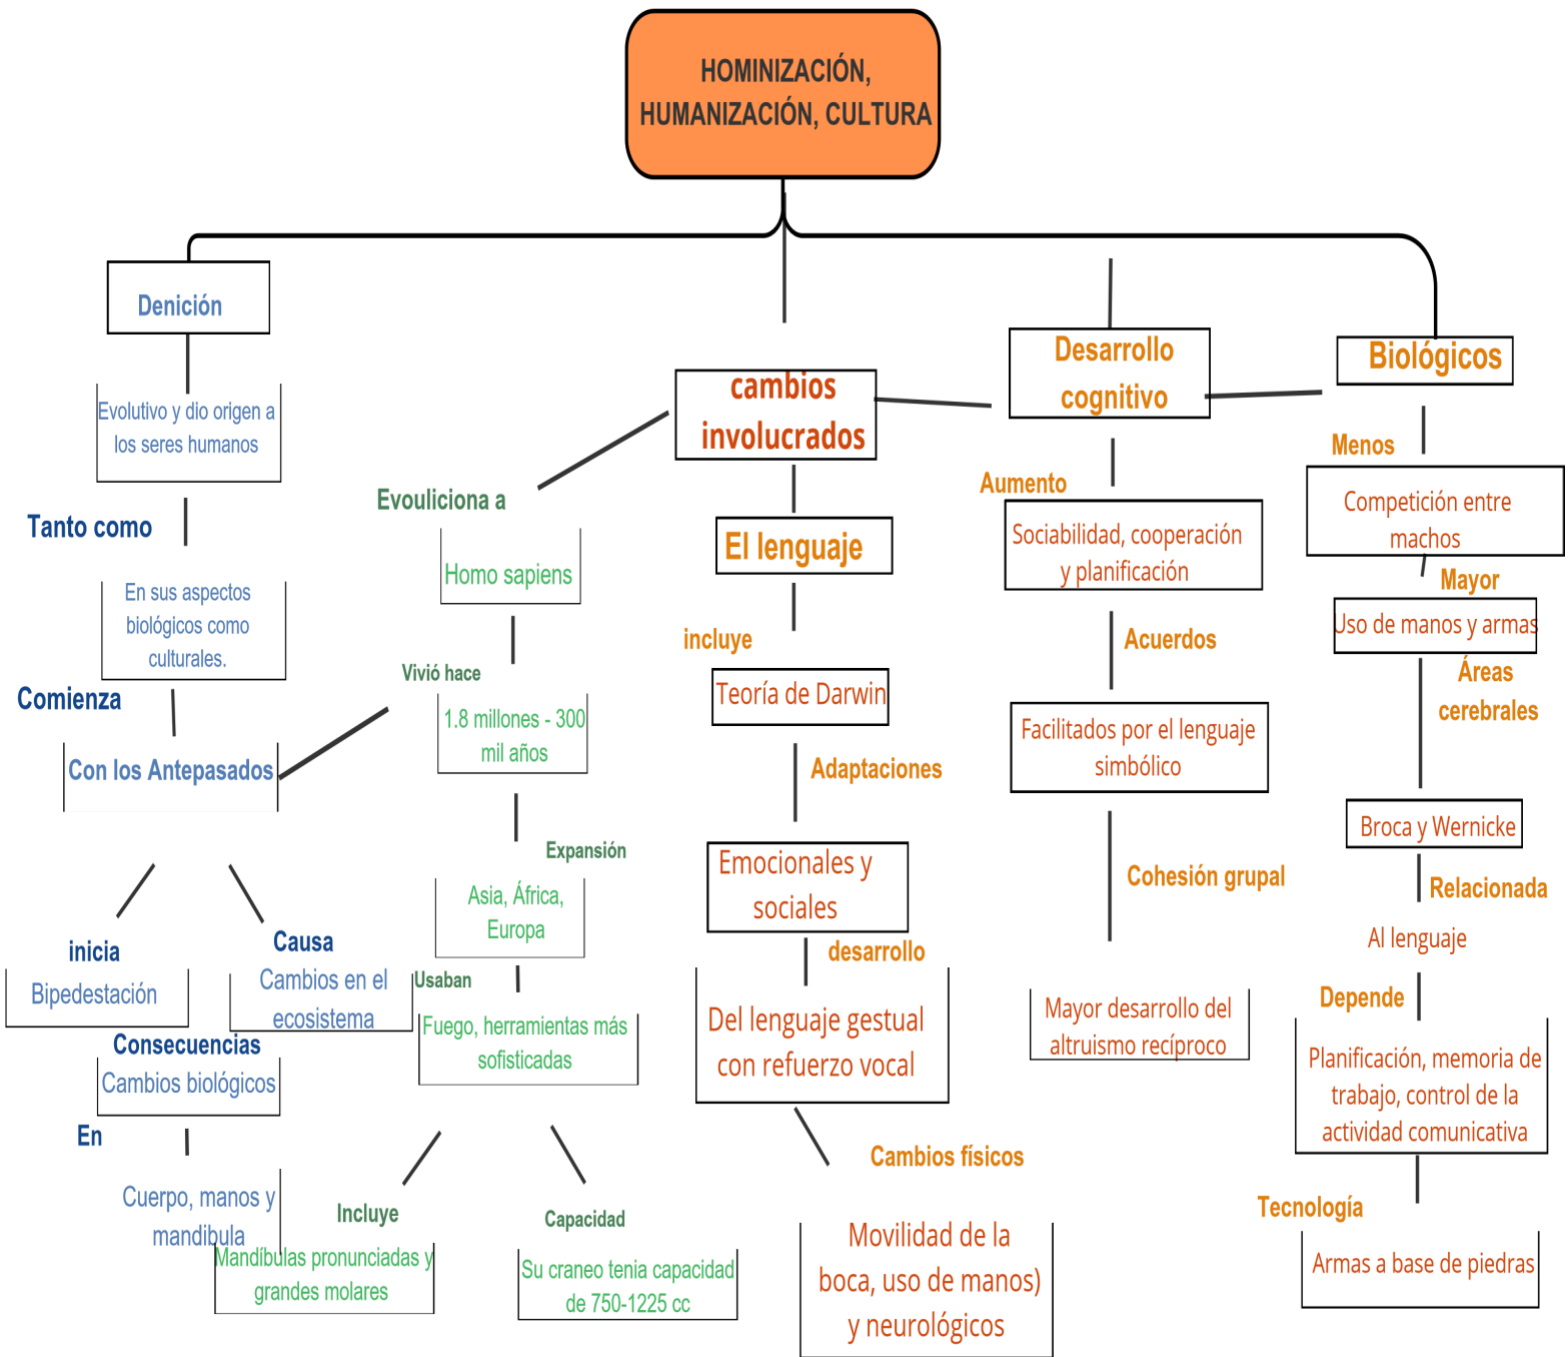 HOMINIZACIÓN,
HUMANIZACIÓN, CULTURA
Denición
Evolutivo y dio origen a
los seres humanos
Tanto como
En sus aspectos
biológicos como
culturales.
Comienza
Con los Antepasados
inicia
Bipedestación
Causa
Cambios en el
ecosistema
Consecuencias
Cambios biológicos
En
Cuerpo, manos y
mandibula
Evouliciona a
Homo sapiens
Vivió hace
1.8 millones - 300
mil años
Expansión
Asia, África,
Europa
Usaban
Fuego, herramientas más
sofisticadas
Incluye
Mandíbulas pronunciadas y
grandes molares
Capacidad
Su craneo tenia capacidad
de 750-1225 cc
cambios
involucrados
El lenguaje
incluye
Teoría de Darwin
Adaptaciones
Emocionales y
sociales
desarrollo
Del lenguaje gestual
con refuerzo vocal
Cambios físicos
Movilidad de la
boca, uso de manos)
y neurológicos
Desarrollo
cognitivo
Aumento
Sociabilidad, cooperación
y planificación
Acuerdos
Facilitados por el lenguaje
simbólico
Cohesión grupal
Mayor desarrollo del
altruismo recíproco
Biológicos
Menos
Competición entre
machos
Mayor
Uso de manos y armas
Áreas
cerebrales
Broca y Wernicke
Relacionada
Al lenguaje
Depende
Planificación, memoria de
trabajo, control de la
actividad comunicativa
Tecnología
Armas a base de piedras